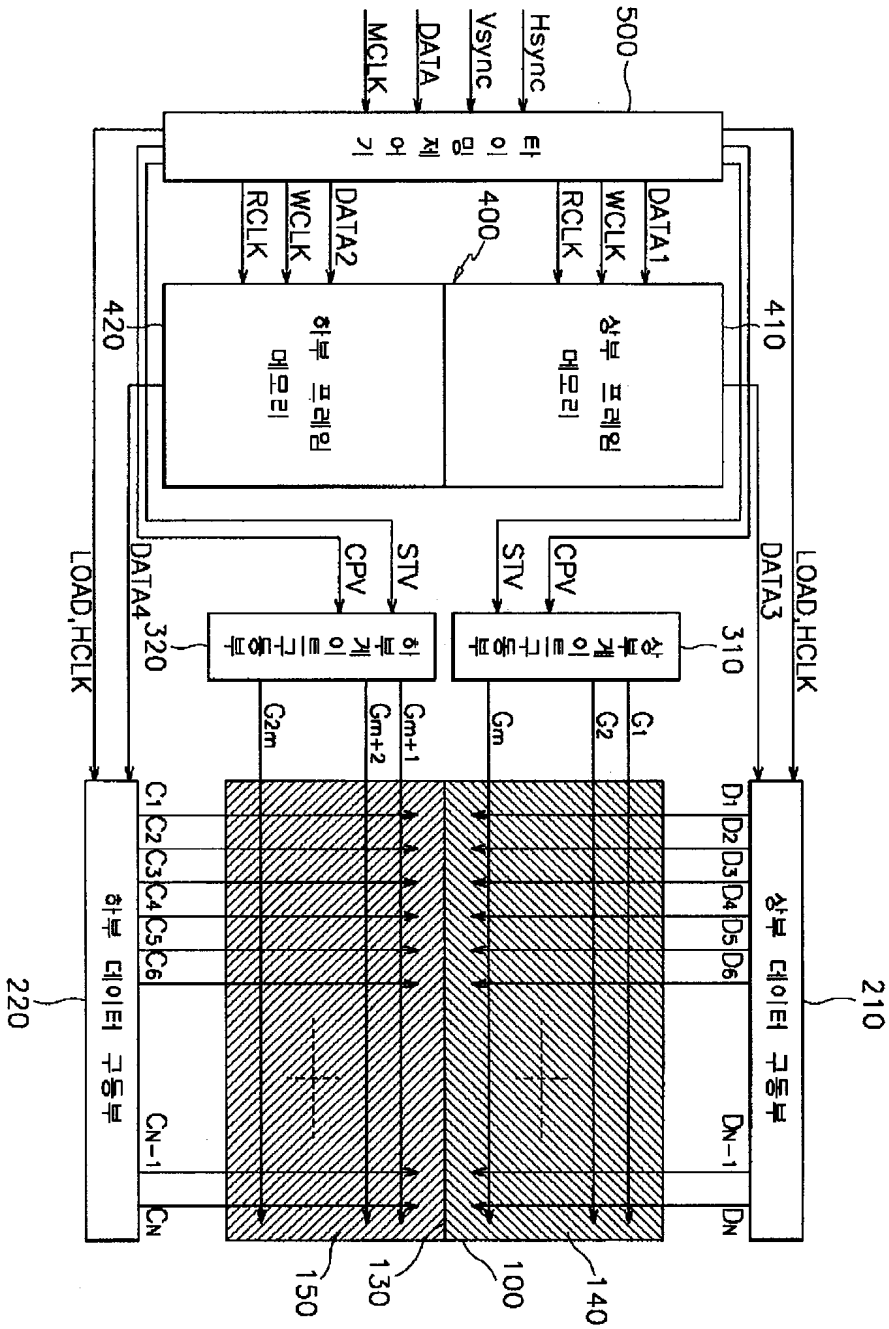 500
Hsync
Vsync
DATA
MCLK
타이밍제어기
DATA1
WCLK
RCLK
400
DATA2
WCLK
RCLK
410
상부 프레임
메모리
420
하부 프레임
메모리
LOAD,HCLK
DATA3
CPV
STV
STV
CPV
DATA4
LOAD,HCLK
310
상부게이트구동부
320
하부게이트구동부
G1
G2
Gm
Gm+1
Gm+2
G2m
210
상부 데이터 구동부
D1
D2
D3
D4
D5
D6
DN-1
DN
220
하부 데이터 구동부
C1
C2
C3
C4
C5
C6
CN-1
CN
140
100
130
150